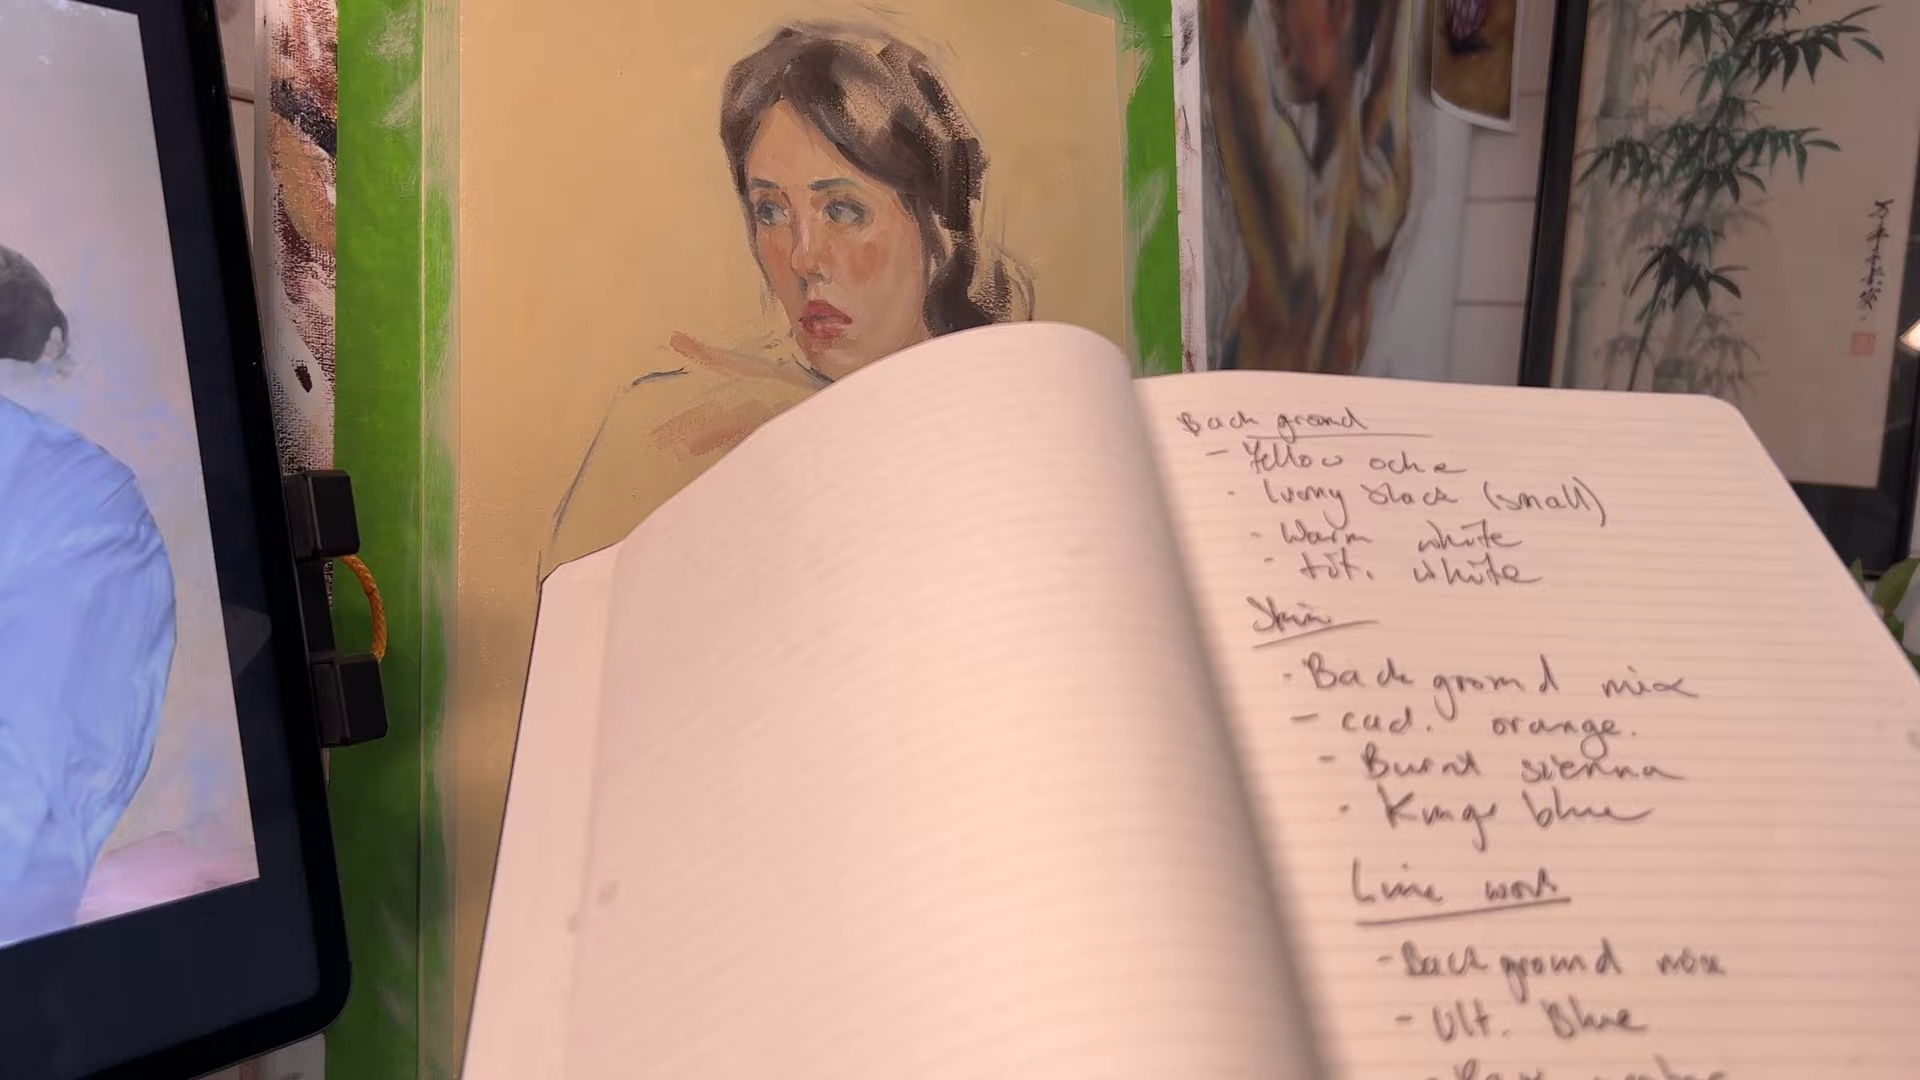 Back ground
- Yellow oche
- Ivory black (small)
- Warm white
- tit. white
Skin
- Back ground mix
- cad. orange.
- Burnt sienna
- Kings blue
Line work
- Back ground mix
- Ult. Blue